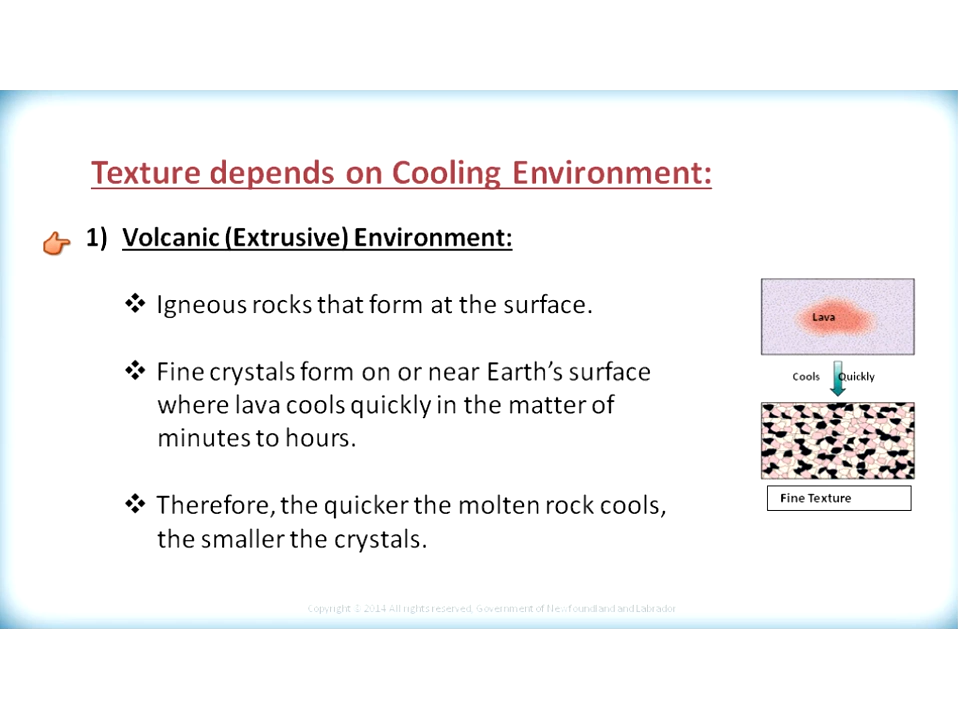 Texture depends on Cooling Environment:
1) Volcanic (Extrusive) Environment:
❖ Igneous rocks that form at the surface.
❖ Fine crystals form on or near Earth’s surface
where lava cools quickly in the matter of
minutes to hours.
❖ Therefore, the quicker the molten rock cools,
the smaller the crystals.
Lava
Cools Quickly
Fine Texture
Copyright © 2014 All rights reserved, Government of Newfoundland and Labrador